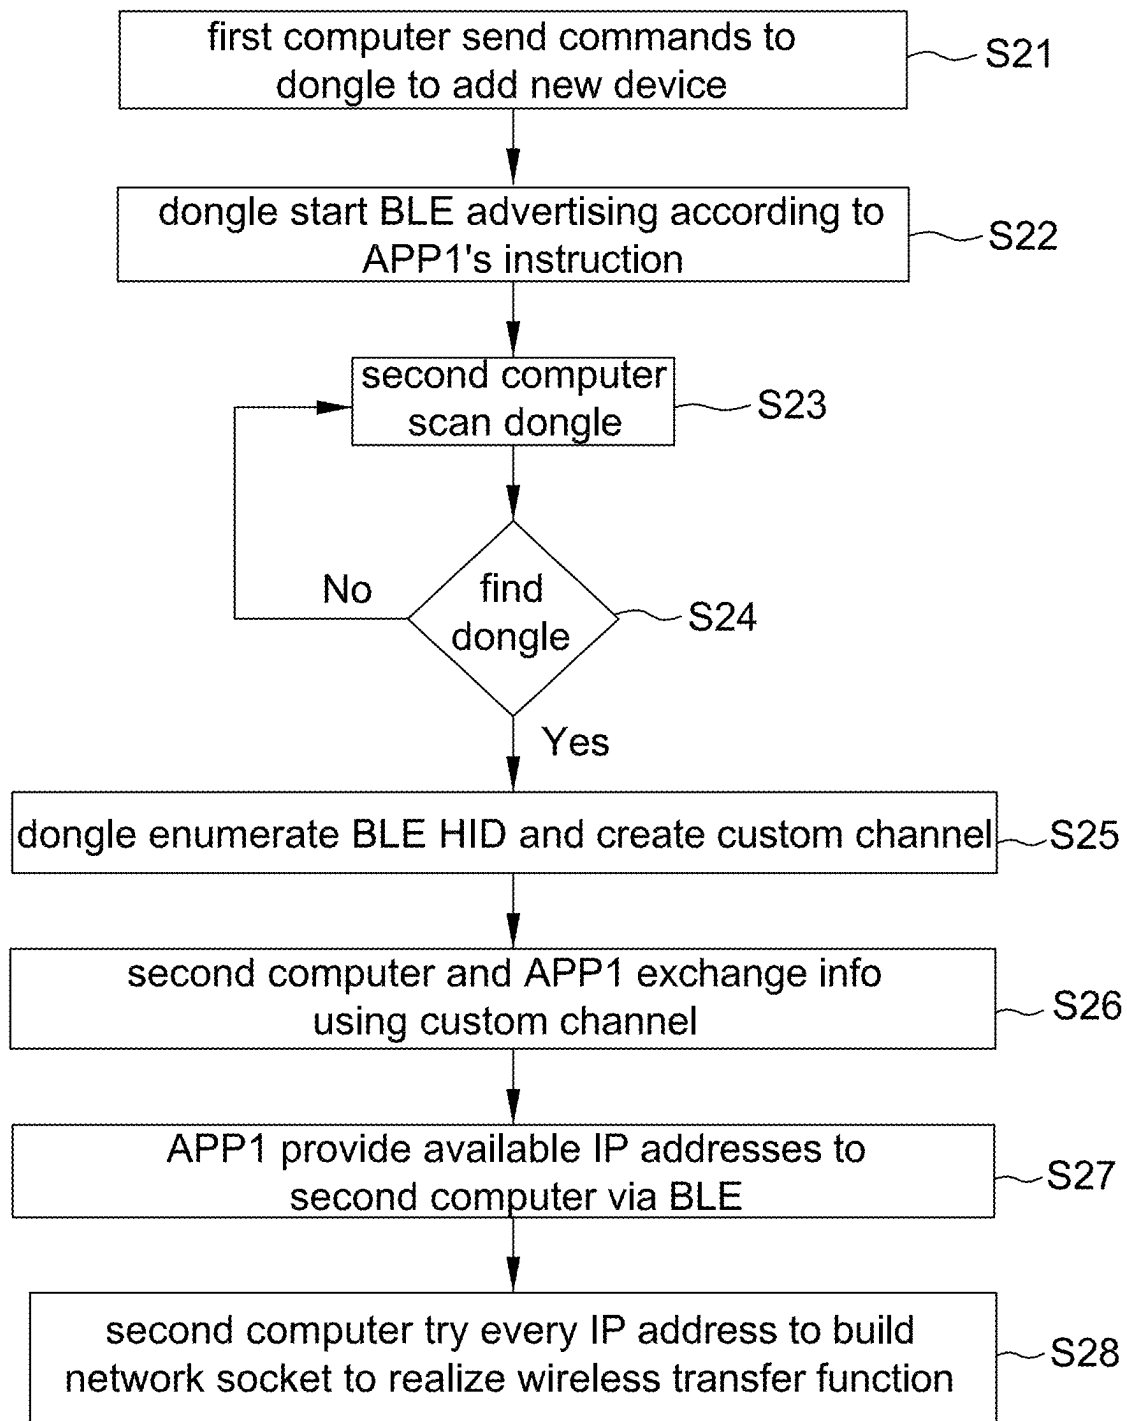 first computer send commands to
dongle to add new device
S21
dongle start BLE advertising according to
APP1's instruction
S22
second computer
scan dongle
S23
find
dongle
S24
No
Yes
dongle enumerate BLE HID and create custom channel
S25
second computer and APP1 exchange info
using custom channel
S26
APP1 provide available IP addresses to
second computer via BLE
S27
second computer try every IP address to build
network socket to realize wireless transfer function
S28